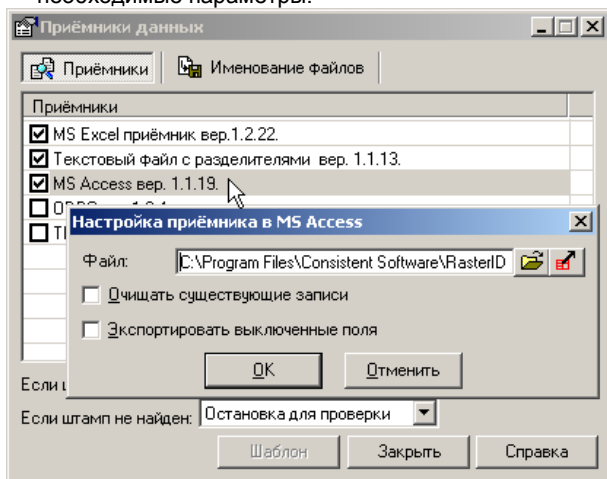 необходимые параметры.
Приёмники данных
Приёмники
Именование файлов
Приёмники
MS Excel приёмник вер.1.2.22.
Текстовый файл с разделителями вер. 1.1.13.
MS Access вер. 1.1.19.
Настройка приёмника в MS Access
Файл: C:\Program Files\Consistent Software\RasterID
Очищать существующие записи
Экспортировать выключенные поля
OK Отменить
Если
Если штамп не найден: Остановка для проверки
Шаблон Закрыть Справка